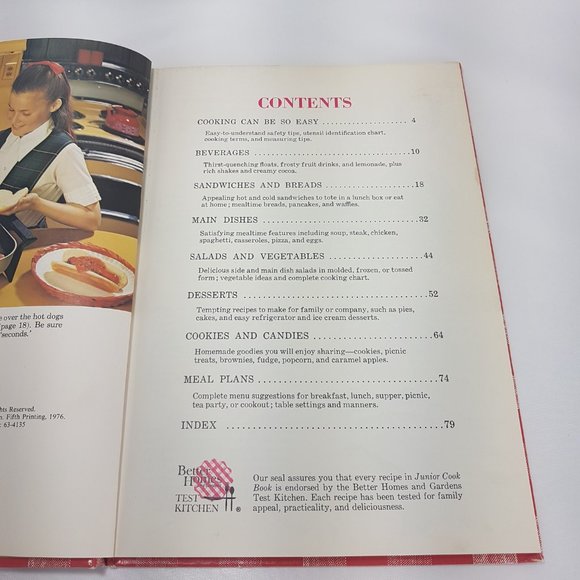 over the hot dogs
page 18). Be sure
seconds.'
Rights Reserved.
Fifth Printing, 1976.
63-4135
CONTENTS
COOKING CAN BE SO EASY .................... 4
Easy-to-understand safety tips, utensil identification chart,
cooking terms, and measuring tips.
BEVERAGES .................... 10
Thirst-quenching floats, frosty fruit drinks, and lemonade, plus
rich shakes and creamy cocoa.
SANDWICHES AND BREADS .................... 18
Appealing hot and cold sandwiches to tote in a lunch box or eat
at home; mealtime breads, pancakes, and waffles.
MAIN DISHES .................... 32
Satisfying mealtime features including soup, steak, chicken,
spaghetti, casseroles, pizza, and eggs.
SALADS AND VEGETABLES .................... 44
Delicious side and main dish salads in molded, frozen, or tossed
form; vegetable ideas and complete cooking chart.
DESSERTS .................... 52
Tempting recipes to make for family or company, such as pies,
cakes, and easy refrigerator and ice cream desserts.
COOKIES AND CANDIES .................... 64
Homemade goodies you will enjoy sharing—cookies, picnic
treats, brownies, fudge, popcorn, and caramel apples.
MEAL PLANS .................... 74
Complete menu suggestions for breakfast, lunch, supper, picnic,
tea party, or cookout; table settings and manners.
INDEX .................... 79
Better
Homes
TEST
KITCHEN ®
Our seal assures you that every recipe in Junior Cook
Book is endorsed by the Better Homes and Gardens
Test Kitchen. Each recipe has been tested for family
appeal, practicality, and deliciousness.